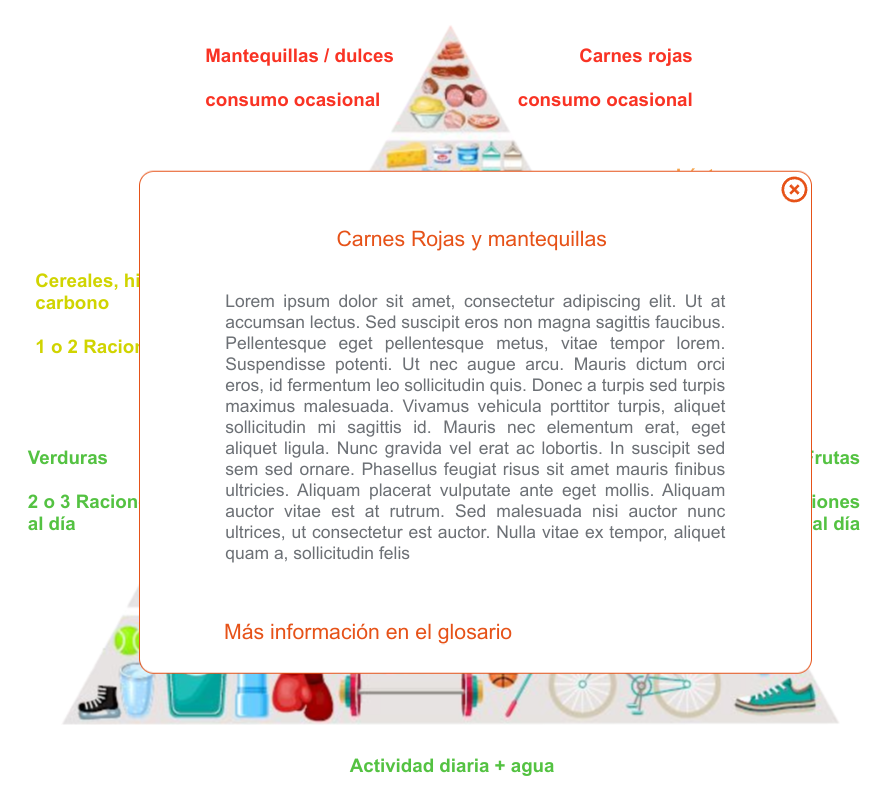 Mantequillas / dulces
Carnes rojas
consumo ocasional
consumo ocasional
Carnes Rojas y mantequillas
Cereales, hi
carbono
1 o 2 Racion
Lorem ipsum dolor sit amet, consectetur adipiscing elit. Ut at
accumsan lectus. Sed suscipit eros non magna sagittis faucibus.
Pellentesque eget pellentesque metus, vitae tempor lorem.
Suspendisse potenti. Ut nec augue arcu. Mauris dictum orci
eros, id fermentum leo sollicitudin quis. Donec a turpis sed turpis
maximus malesuada. Vivamus vehicula porttitor turpis, aliquet
sollicitudin mi sagittis id. Mauris nec elementum erat, eget
aliquet ligula. Nunc gravida vel erat ac lobortis. In suscipit sed
sem sed ornare. Phasellus feugiat risus sit amet mauris finibus
ultricies. Aliquam placerat vulputate ante eget mollis. Aliquam
auctor vitae est at rutrum. Sed malesuada nisi auctor nunc
ultrices, ut consectetur est auctor. Nulla vitae ex tempor, aliquet
quam a, sollicitudin felis
Verduras
2 o 3 Racion
al día
Frutas
iones
al día
Más información en el glosario
Actividad diaria + agua